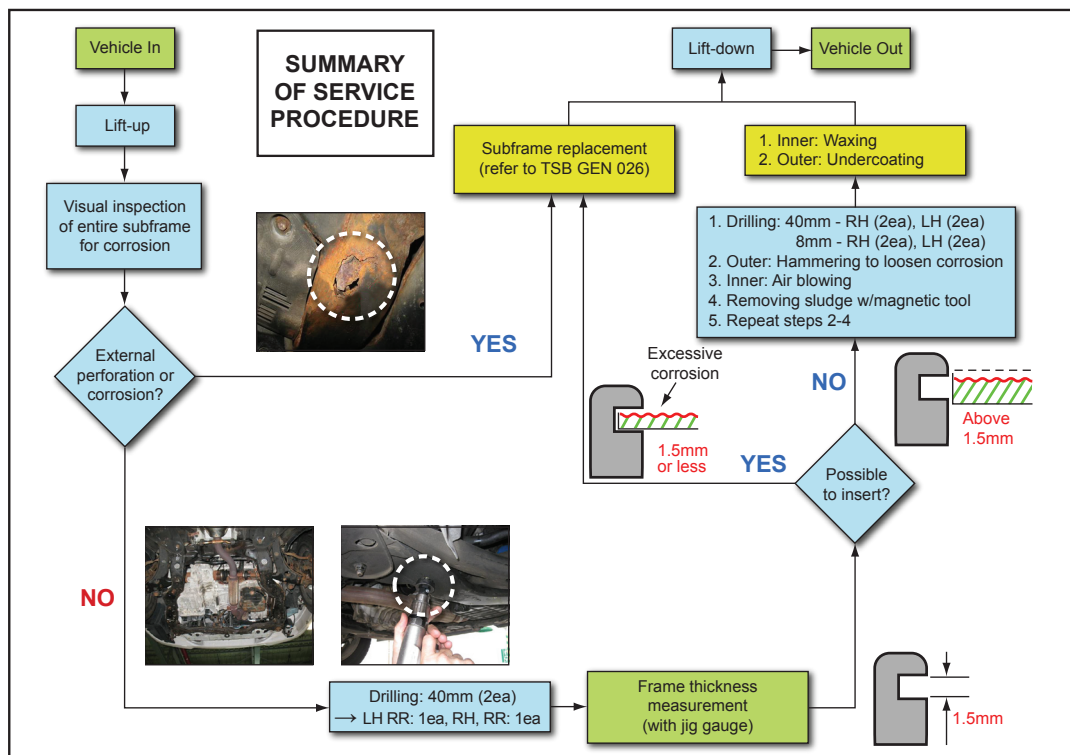 Vehicle In
Lift-up
Visual inspection
of entire subframe
for corrosion
External
perforation or
corrosion?
SUMMARY
OF SERVICE
PROCEDURE
YES
NO
Drilling: 40mm (2ea)
→ LH RR: 1ea, RH, RR: 1ea
Frame thickness
measurement
(with jig gauge)
1.5mm
Possible
to insert?
YES
Excessive
corrosion
1.5mm
or less
NO
Above
1.5mm
Subframe replacement
(refer to TSB GEN 026)
1. Drilling: 40mm - RH (2ea), LH (2ea)
8mm - RH (2ea), LH (2ea)
2. Outer: Hammering to loosen corrosion
3. Inner: Air blowing
4. Removing sludge w/magnetic tool
5. Repeat steps 2-4
1. Inner: Waxing
2. Outer: Undercoating
Lift-down
Vehicle Out